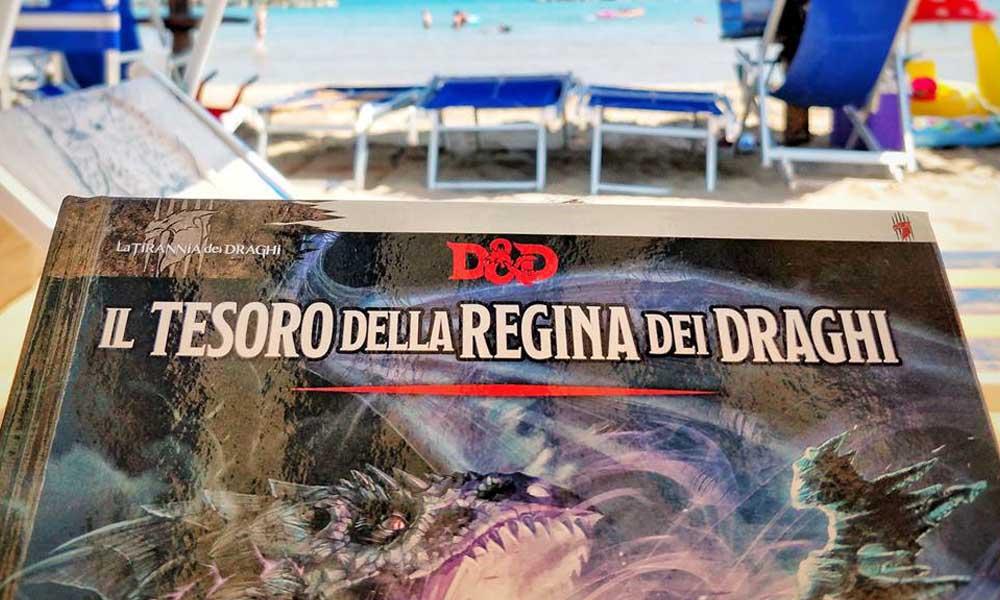 La TIRANNIA dei DRAGHI
D&D
IL TESORO DELLA REGINA DEI DRAGHI